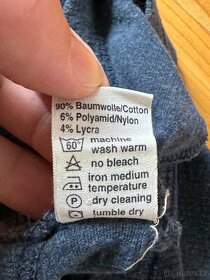 90% Baumwolle/Cotton
6% Polyamid/Nylon
4% Lycra
machine
60° wash warm
no bleach
iron medium
temperature
P dry cleaning
tumble dry